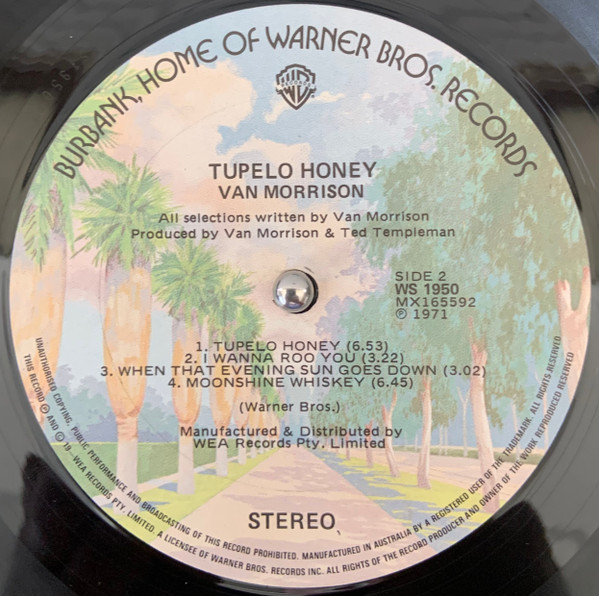 BURBANK, HOME OF WARNER BROS. RECORDS
WB
RECORDS
TUPELO HONEY
VAN MORRISON
All selections written by Van Morrison
Produced by Van Morrison & Ted Templeman
SIDE 2
WS 1950
MX165592
℗ 1971
1. TUPELO HONEY (6.53)
2. I WANNA ROO YOU (3.22)
3. WHEN THAT EVENING SUN GOES DOWN (3.02)
4. MOONSHINE WHISKEY (6.45)
(Warner Bros.)
Manufactured & Distributed by
WEA Records Pty. Limited
STEREO
UNAUTHORISED COPYING, PUBLIC PERFORMANCE AND BROADCASTING OF THIS RECORD PROHIBITED. MANUFACTURED IN AUSTRALIA BY A REGISTERED USER OF THE TRADEMARK. ALL RIGHTS RESERVED
THIS RECORD ℗ AND © 19—WEA RECORDS PTY. LIMITED. A LICENSEE OF WARNER BROS. RECORDS INC. ALL RIGHTS OF THE RECORD PRODUCER AND OWNER OF THE WORK REPRODUCED RESERVED